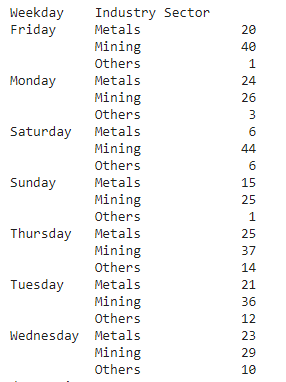 Weekday Industry Sector
Friday Metals 20
Mining 40
Others 1
Monday Metals 24
Mining 26
Others 3
Saturday Metals 6
Mining 44
Others 6
Sunday Metals 15
Mining 25
Others 1
Thursday Metals 25
Mining 37
Others 14
Tuesday Metals 21
Mining 36
Others 12
Wednesday Metals 23
Mining 29
Others 10